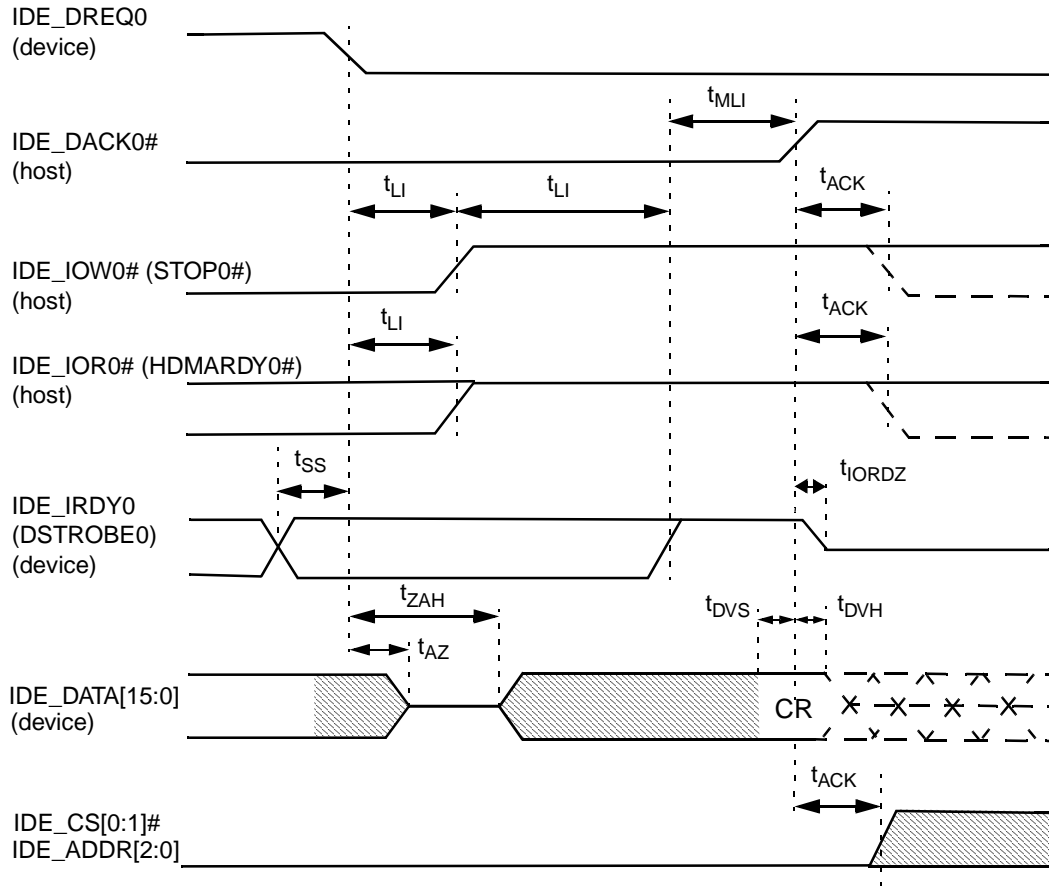 IDE_DREQ0
(device)
tMLI
IDE_DACK0#
(host)
tLI
tLI
tACK
IDE_IOW0# (STOP0#)
(host)
tLI
tACK
IDE_IOR0# (HDMARDY0#)
(host)
tSS
tIORDZ
IDE_IRDY0
(DSTROBE0)
(device)
tZAH
tDVS
tDVH
tAZ
IDE_DATA[15:0]
(device)
CR
tACK
IDE_CS[0:1]#
IDE_ADDR[2:0]